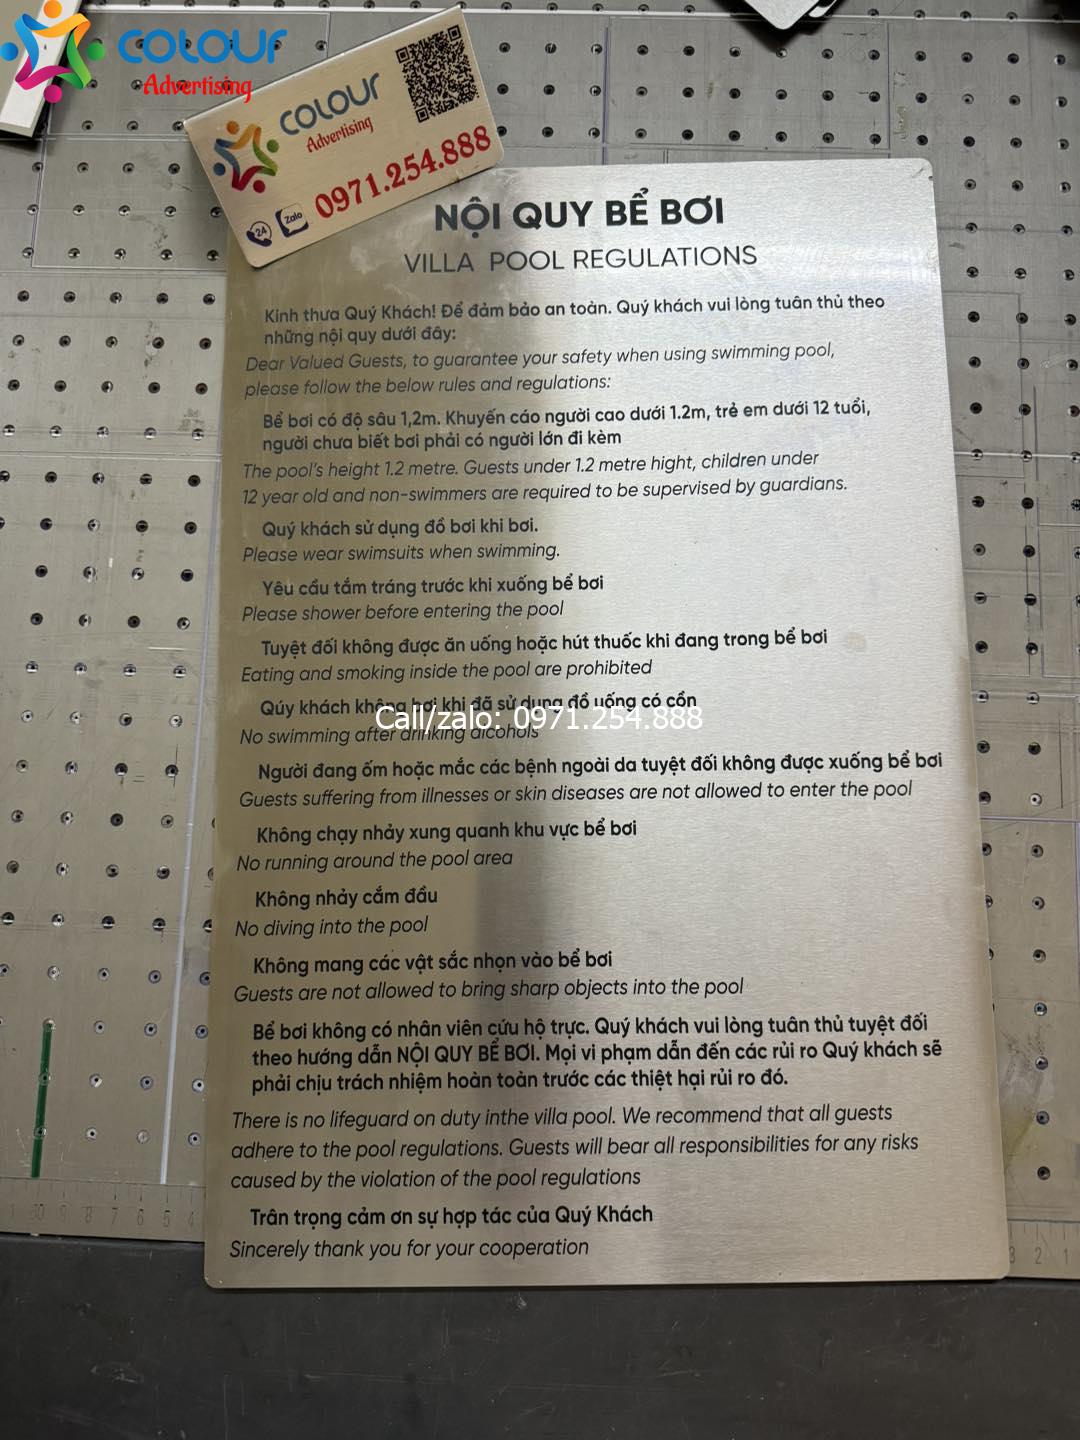 COLOUR
Advertising
COLOUR
Advertising
24
Zalo
0971.254.888
NỘI QUY BỂ BƠI
VILLA POOL REGULATIONS
Kính thưa Quý Khách! Để đảm bảo an toàn. Quý khách vui lòng tuân thủ theo
những nội quy dưới đây:
Dear Valued Guests, to guarantee your safety when using swimming pool,
please follow the below rules and regulations:
Bể bơi có độ sâu 1,2m. Khuyến cáo người cao dưới 1.2m, trẻ em dưới 12 tuổi,
người chưa biết bơi phải có người lớn đi kèm
The pool's height 1.2 metre. Guests under 1.2 metre hight, children under
12 year old and non-swimmers are required to be supervised by guardians.
Quý khách sử dụng đồ bơi khi bơi.
Please wear swimsuits when swimming.
Yêu cầu tắm tráng trước khi xuống bể bơi
Please shower before entering the pool
Tuyệt đối không được ăn uống hoặc hút thuốc khi đang trong bể bơi
Eating and smoking inside the pool are prohibited
Qúy khách không bơi khi đã sử dụng đồ uống có cồn
Call/zalo: 0971.254.888
No swimming after drinking alcohols
Người đang ốm hoặc mắc các bệnh ngoài da tuyệt đối không được xuống bể bơi
Guests suffering from illnesses or skin diseases are not allowed to enter the pool
Không chạy nhảy xung quanh khu vực bể bơi
No running around the pool area
Không nhảy cắm đầu
No diving into the pool
Không mang các vật sắc nhọn vào bể bơi
Guests are not allowed to bring sharp objects into the pool
Bể bơi không có nhân viên cứu hộ trực. Quý khách vui lòng tuân thủ tuyệt đối
theo hướng dẫn NỘI QUY BỂ BƠI. Mọi vi phạm dẫn đến các rủi ro Quý khách sẽ
phải chịu trách nhiệm hoàn toàn trước các thiệt hại rủi ro đó.
There is no lifeguard on duty inthe villa pool. We recommend that all guests
adhere to the pool regulations. Guests will bear all responsibilities for any risks
caused by the violation of the pool regulations
Trân trọng cảm ơn sự hợp tác của Quý Khách
Sincerely thank you for your cooperation